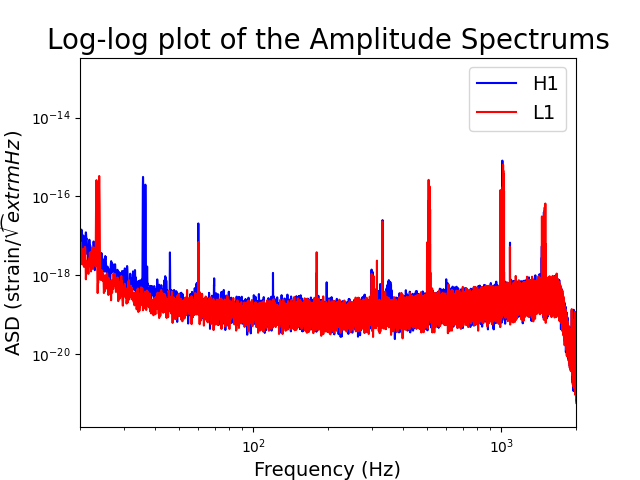 Log-log plot of the Amplitude Spectrums
H1
L1
10⁻¹⁴
10⁻¹⁶
10⁻¹⁸
10⁻²⁰
ASD (strain/√extrmHz)
10²
10³
Frequency (Hz)